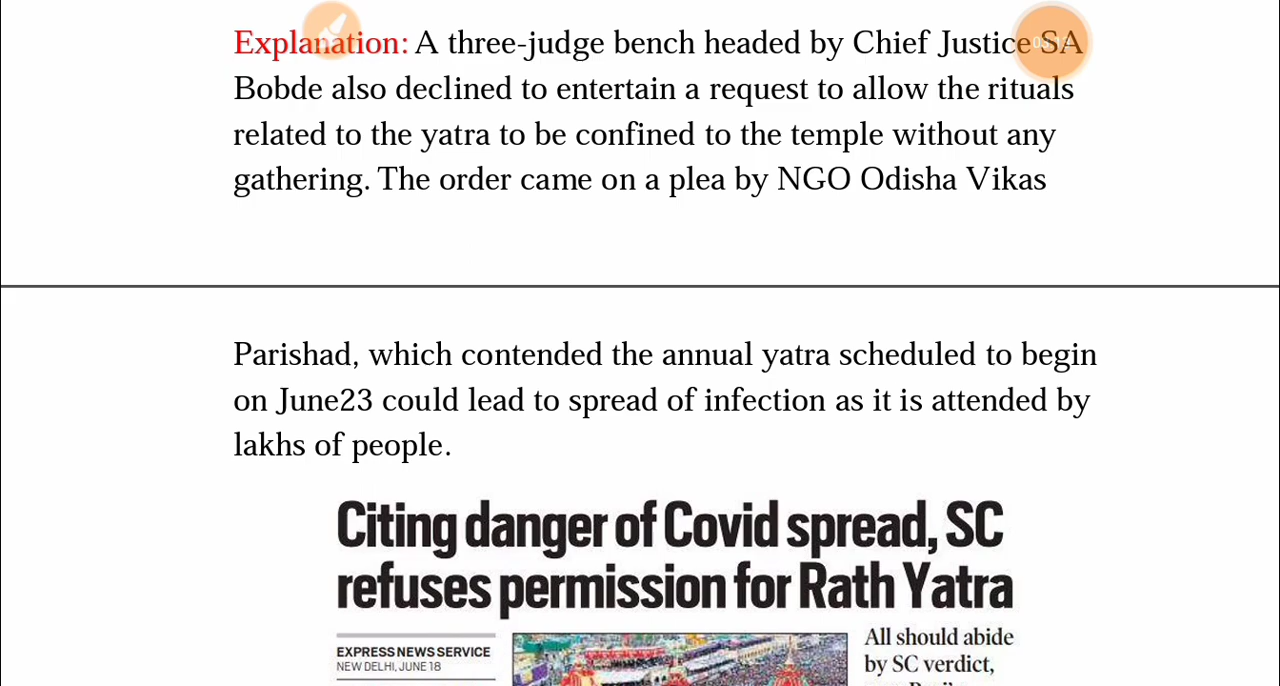 Explanation: A three-judge bench headed by Chief Justice SA
Bobde also declined to entertain a request to allow the rituals
related to the yatra to be confined to the temple without any
gathering. The order came on a plea by NGO Odisha Vikas
Parishad, which contended the annual yatra scheduled to begin
on June23 could lead to spread of infection as it is attended by
lakhs of people.
Citing danger of Covid spread, SC
refuses permission for Rath Yatra
EXPRESS NEWS SERVICE
NEW DELHI, JUNE 18
All should abide
by SC verdict,